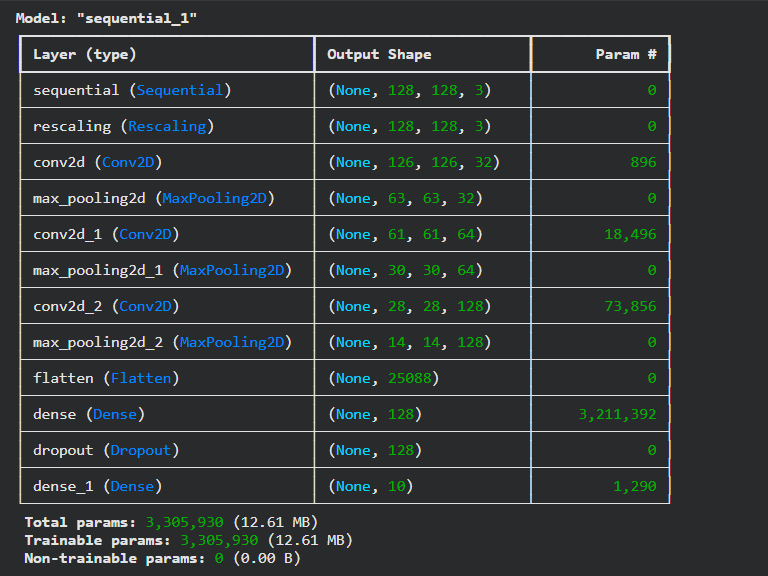 Model: "sequential_1"
Layer (type) Output Shape Param #
sequential (Sequential) (None, 128, 128, 3) 0
rescaling (Rescaling) (None, 128, 128, 3) 0
conv2d (Conv2D) (None, 126, 126, 32) 896
max_pooling2d (MaxPooling2D) (None, 63, 63, 32) 0
conv2d_1 (Conv2D) (None, 61, 61, 64) 18,496
max_pooling2d_1 (MaxPooling2D) (None, 30, 30, 64) 0
conv2d_2 (Conv2D) (None, 28, 28, 128) 73,856
max_pooling2d_2 (MaxPooling2D) (None, 14, 14, 128) 0
flatten (Flatten) (None, 25088) 0
dense (Dense) (None, 128) 3,211,392
dropout (Dropout) (None, 128) 0
dense_1 (Dense) (None, 10) 1,290
Total params: 3,305,930 (12.61 MB)
Trainable params: 3,305,930 (12.61 MB)
Non-trainable params: 0 (0.00 B)